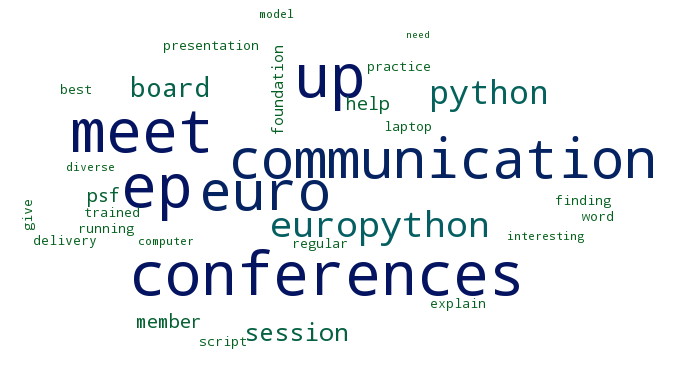 model
need
presentation
up
practice
foundation
best
board
help
python
meet
laptop
communication
diverse
ep
euro
psf
give
trained
finding
word
running
europython
delivery
computer
regular
interesting
conferences
explain
member
session
script